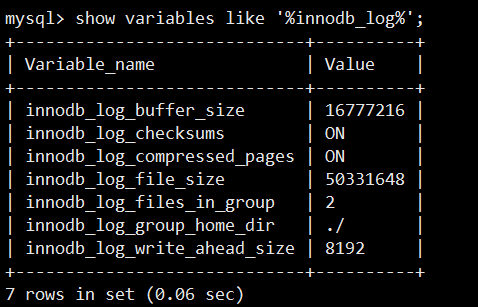 mysql> show variables like '%innodb_log%';
+-----------------------------+----------+
| Variable_name               | Value    |
+-----------------------------+----------+
| innodb_log_buffer_size      | 16777216 |
| innodb_log_checksums        | ON       |
| innodb_log_compressed_pages | ON       |
| innodb_log_file_size        | 50331648 |
| innodb_log_files_in_group   | 2        |
| innodb_log_group_home_dir   | ./       |
| innodb_log_write_ahead_size | 8192     |
+-----------------------------+----------+
7 rows in set (0.06 sec)